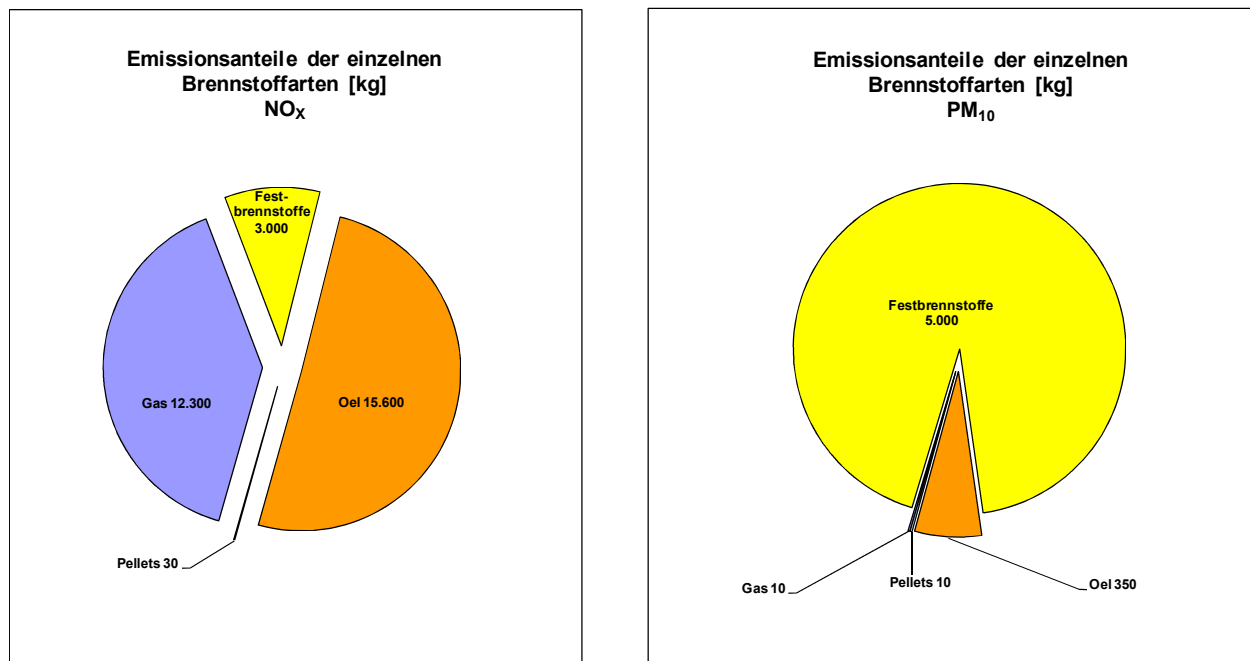 Emissionsanteile der einzelnen
Brennstoffarten [kg]
NOX
Fest-
brennstoffe
3.000
Gas 12.300
Oel 15.600
Pellets 30
Emissionsanteile der einzelnen
Brennstoffarten [kg]
PM10
Festbrennstoffe
5.000
Gas 10
Pellets 10
Oel 350